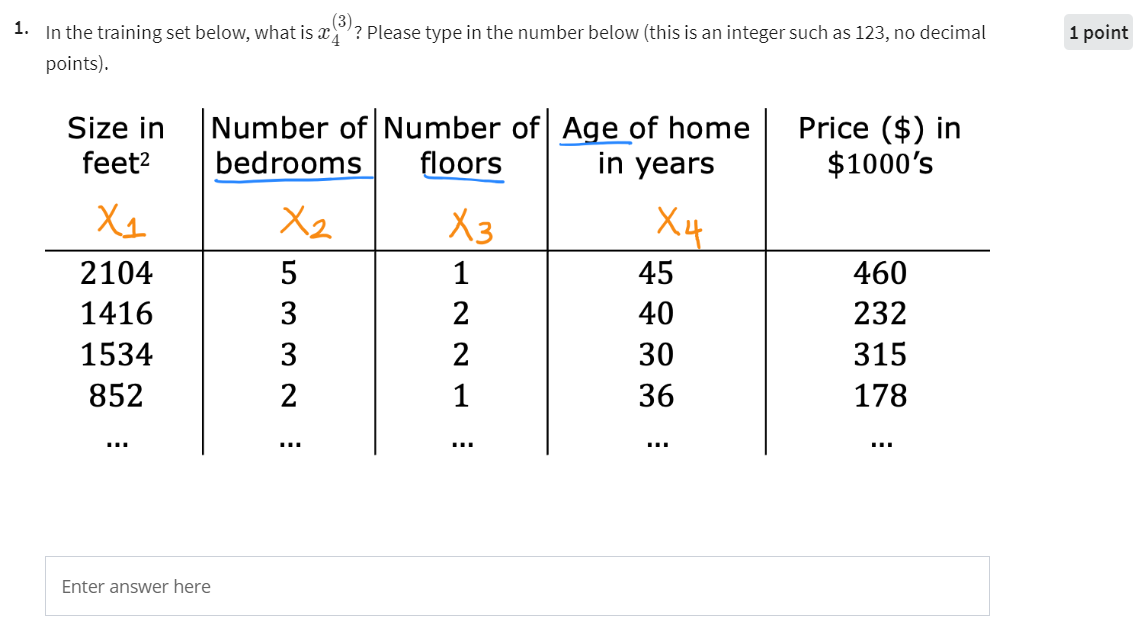 1. In the training set below, what is x₄⁽³⁾? Please type in the number below (this is an integer such as 123, no decimal
points).
1 point
Size in feet² | Number of bedrooms | Number of floors | Age of home in years | Price ($) in $1000’s
X₁ | X₂ | X₃ | X₄
2104 | 5 | 1 | 45 | 460
1416 | 3 | 2 | 40 | 232
1534 | 3 | 2 | 30 | 315
852 | 2 | 1 | 36 | 178
... | ... | ... | ... | ...
Enter answer here